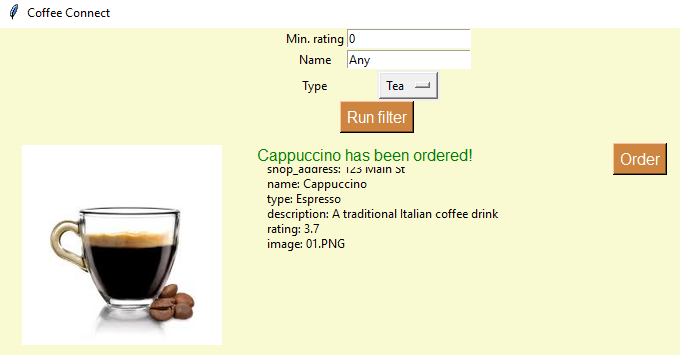 Coffee Connect
Min. rating 0
Name Any
Type Tea
Run filter
Cappuccino has been ordered!
Order
shop_address: 123 Main St
name: Cappuccino
type: Espresso
description: A traditional Italian coffee drink
rating: 3.7
image: 01.PNG